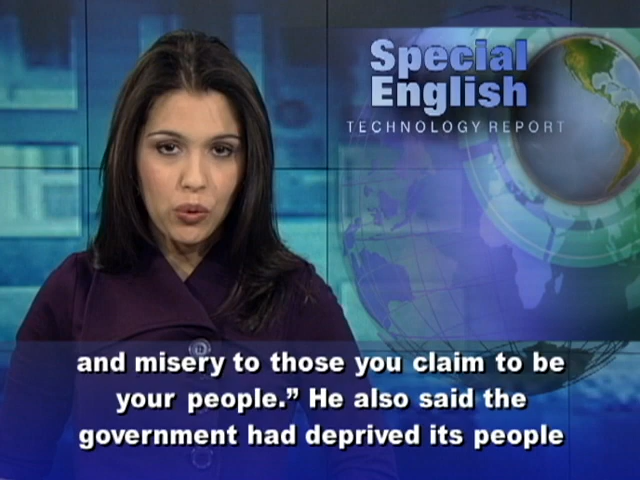 Special
English
TECHNOLOGY REPORT
and misery to those you claim to be
your people.” He also said the
government had deprived its people